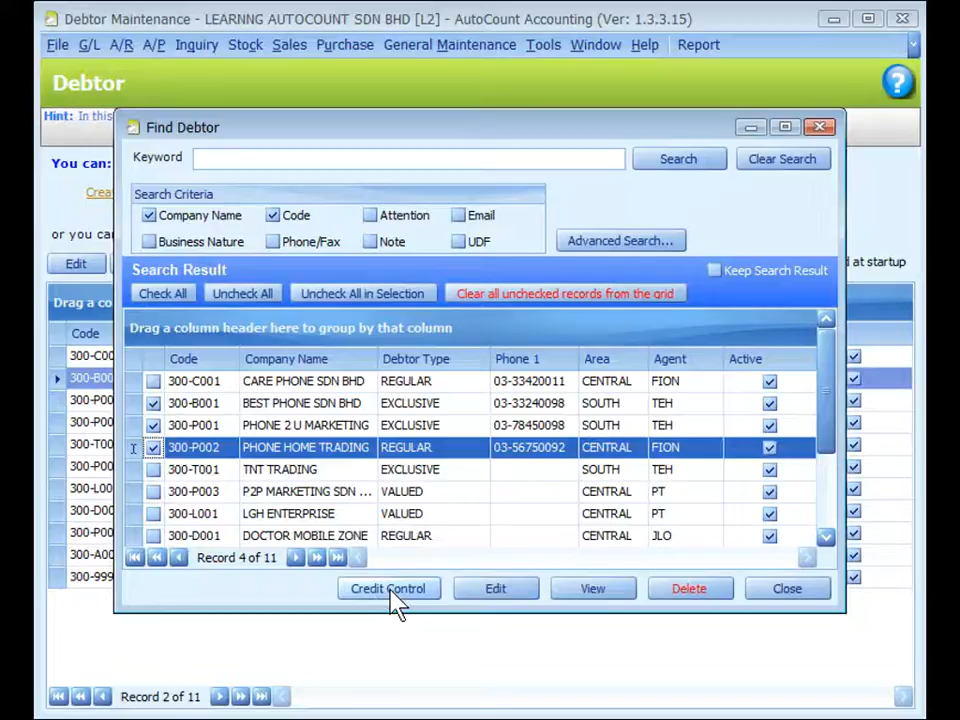 Debtor Maintenance - LEARNNG AUTOCOUNT SDN BHD [L2] - AutoCount Accounting (Ver: 1.3.3.15)
File G/L A/R A/P Inquiry Stock Sales Purchase General Maintenance Tools Window Help Report
Debtor
?
Hint: In this
You can:
Crea
or you can
Edit
d at startup
Drag a co
Code
300-C00
300-B00
300-P00
300-P00
300-T00
300-P00
300-L00
300-D00
300-P00
300-A00
300-999
Find Debtor
Keyword
Search
Clear Search
Search Criteria
Company Name Code Attention Email
Business Nature Phone/Fax Note UDF
Advanced Search...
Search Result
Keep Search Result
Check All Uncheck All Uncheck All in Selection Clear all unchecked records from the grid
Drag a column header here to group by that column
Code Company Name Debtor Type Phone 1 Area Agent Active
300-C001 CARE PHONE SDN BHD REGULAR 03-33420011 CENTRAL FION
300-B001 BEST PHONE SDN BHD EXCLUSIVE 03-33240098 SOUTH TEH
300-P001 PHONE 2 U MARKETING EXCLUSIVE 03-78450098 SOUTH TEH
300-P002 PHONE HOME TRADING REGULAR 03-56750092 CENTRAL FION
300-T001 TNT TRADING EXCLUSIVE SOUTH TEH
300-P003 P2P MARKETING SDN ... VALUED CENTRAL PT
300-L001 LGH ENTERPRISE VALUED CENTRAL PT
300-D001 DOCTOR MOBILE ZONE REGULAR CENTRAL JLO
Record 4 of 11
Credit Control Edit View Delete Close
Record 2 of 11